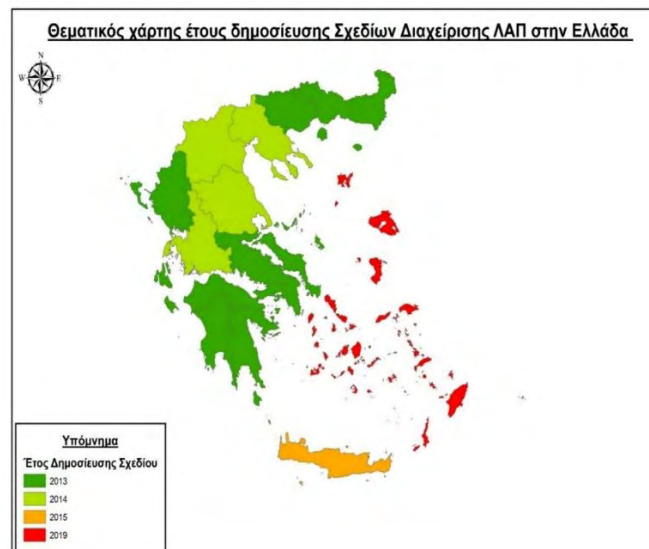 Θεματικός χάρτης έτους δημοσίευσης Σχεδίων Διαχείρισης ΛΑΠ στην Ελλάδα
N
W E
S
Υπόμνημα
Έτος Δημοσίευσης Σχεδίου
2013
2014
2015
2019